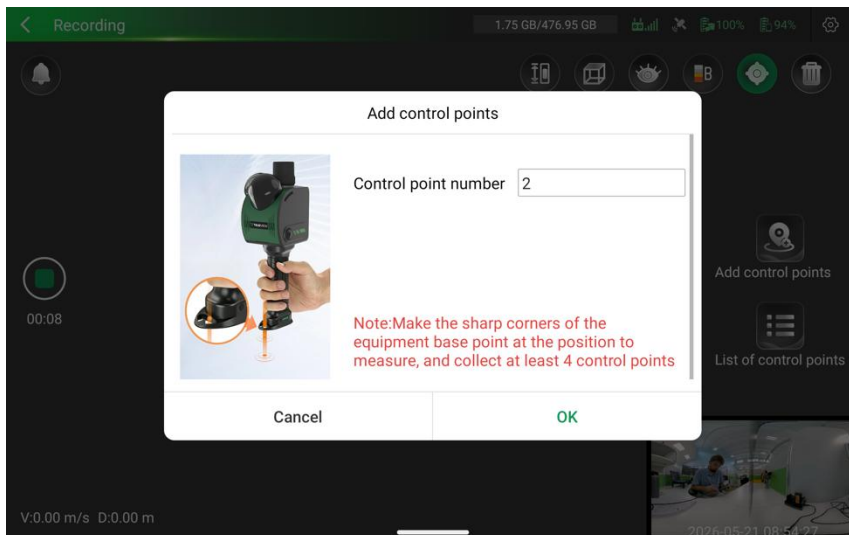 Recording
1.75 GB/476.95 GB
100%
94%
B
Add control points
Control point number 2
Note:Make the sharp corners of the
equipment base point at the position to
measure, and collect at least 4 control points
Cancel
OK
00:08
Add control points
List of control points
V:0.00 m/s D:0.00 m
2026-05-21 08:54:27